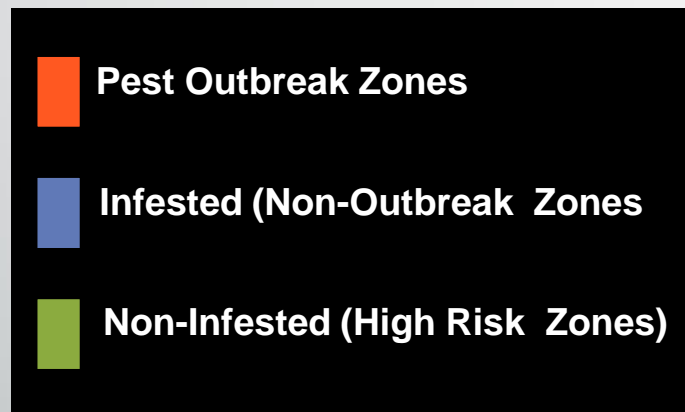 Pest Outbreak Zones
Infested (Non-Outbreak  Zones
Non-Infested (High Risk  Zones)